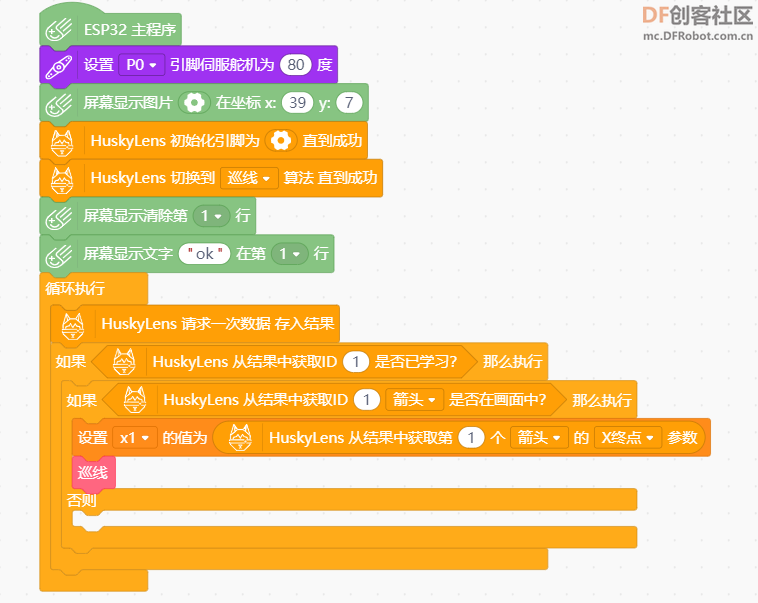 DF创客社区
mc.DFRobot.com.cn
ESP32 主程序
设置 P0 引脚伺服舵机为 80 度
屏幕显示图片 在坐标 x: 39 y: 7
HuskyLens 初始化引脚为 直到成功
HuskyLens 切换到 巡线 算法 直到成功
屏幕显示清除第 1 行
屏幕显示文字 "ok" 在第 1 行
循环执行
HuskyLens 请求一次数据 存入结果
如果 HuskyLens 从结果中获取ID 1 是否已学习? 那么执行
如果 HuskyLens 从结果中获取ID 1 箭头 是否在画面中? 那么执行
设置 x1 的值为 HuskyLens 从结果中获取第 1 个 箭头 的 X终点 参数
巡线
否则